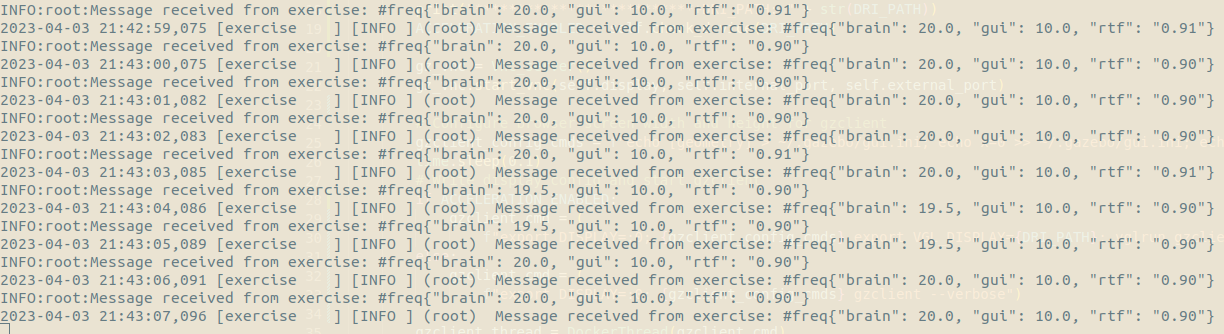 INFO:root:Message received from exercise: #freq{"brain": 20.0, "gui": 10.0, "rtf": "0.91"}
2023-04-03 21:42:59,075 [exercise    ] [INFO ] (root)  Message received from exercise: #freq{"brain": 20.0, "gui": 10.0, "rtf": "0.91"}
INFO:root:Message received from exercise: #freq{"brain": 20.0, "gui": 10.0, "rtf": "0.90"}
2023-04-03 21:43:00,075 [exercise    ] [INFO ] (root)  Message received from exercise: #freq{"brain": 20.0, "gui": 10.0, "rtf": "0.90"}
INFO:root:Message received from exercise: #freq{"brain": 20.0, "gui": 10.0, "rtf": "0.90"}
2023-04-03 21:43:01,082 [exercise    ] [INFO ] (root)  Message received from exercise: #freq{"brain": 20.0, "gui": 10.0, "rtf": "0.90"}
INFO:root:Message received from exercise: #freq{"brain": 20.0, "gui": 10.0, "rtf": "0.90"}
2023-04-03 21:43:02,083 [exercise    ] [INFO ] (root)  Message received from exercise: #freq{"brain": 20.0, "gui": 10.0, "rtf": "0.90"}
INFO:root:Message received from exercise: #freq{"brain": 20.0, "gui": 10.0, "rtf": "0.91"}
2023-04-03 21:43:03,085 [exercise    ] [INFO ] (root)  Message received from exercise: #freq{"brain": 20.0, "gui": 10.0, "rtf": "0.91"}
INFO:root:Message received from exercise: #freq{"brain": 19.5, "gui": 10.0, "rtf": "0.90"}
2023-04-03 21:43:04,086 [exercise    ] [INFO ] (root)  Message received from exercise: #freq{"brain": 19.5, "gui": 10.0, "rtf": "0.90"}
INFO:root:Message received from exercise: #freq{"brain": 19.5, "gui": 10.0, "rtf": "0.90"}
2023-04-03 21:43:05,089 [exercise    ] [INFO ] (root)  Message received from exercise: #freq{"brain": 19.5, "gui": 10.0, "rtf": "0.90"}
INFO:root:Message received from exercise: #freq{"brain": 20.0, "gui": 10.0, "rtf": "0.90"}
2023-04-03 21:43:06,091 [exercise    ] [INFO ] (root)  Message received from exercise: #freq{"brain": 20.0, "gui": 10.0, "rtf": "0.90"}
INFO:root:Message received from exercise: #freq{"brain": 20.0, "gui": 10.0, "rtf": "0.90"}
2023-04-03 21:43:07,096 [exercise    ] [INFO ] (root)  Message received from exercise: #freq{"brain": 20.0, "gui": 10.0, "rtf": "0.90"}